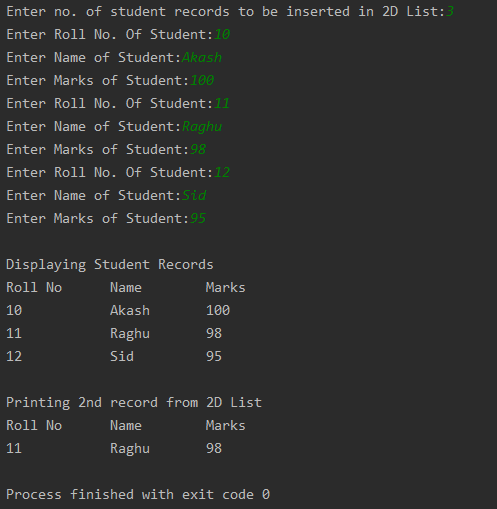 Enter no. of student records to be inserted in 2D List:3
Enter Roll No. Of Student:10
Enter Name of Student:Akash
Enter Marks of Student:100
Enter Roll No. Of Student:11
Enter Name of Student:Raghu
Enter Marks of Student:98
Enter Roll No. Of Student:12
Enter Name of Student:Sid
Enter Marks of Student:95
Displaying Student Records
Roll No      Name        Marks
10           Akash       100
11           Raghu       98
12           Sid         95
Printing 2nd record from 2D List
Roll No      Name        Marks
11           Raghu       98
Process finished with exit code 0